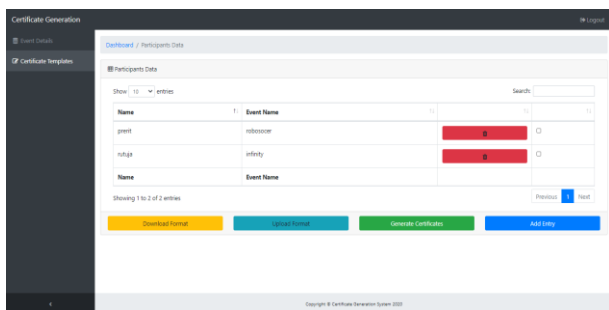 Certificate Generation
Logout
Event Details
Certificate Templates
Dashboard / Participants Data
Participants Data
Show 10 entries
Search:
Name Event Name
prerit robosoccer
rutuja infinity
Name Event Name
Showing 1 to 2 of 2 entries
Previous 1 Next
Download Format Upload Format Generate Certificates Add Entry
Copyright © Certificate Generation System 2020